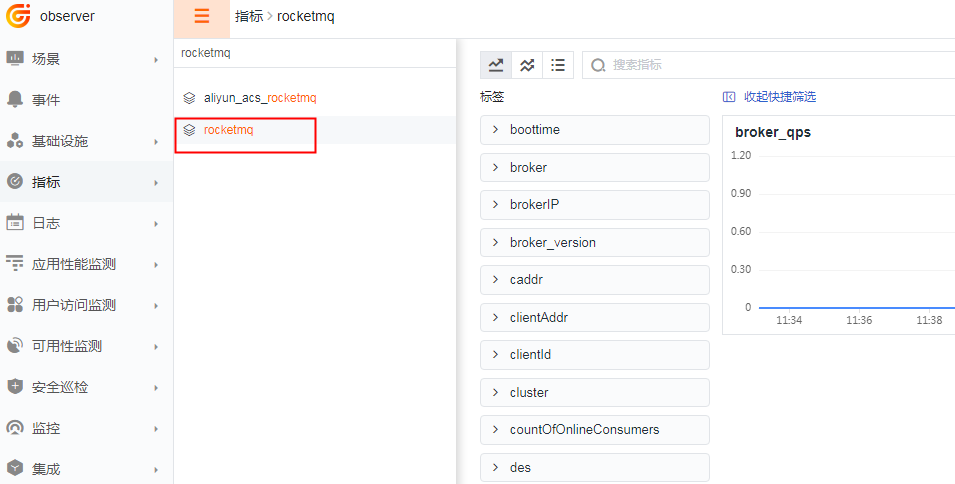 observer
指标 > rocketmq
场景
事件
基础设施
指标
日志
应用性能监测
用户访问监测
可用性监测
安全巡检
监控
集成
rocketmq
aliyun_acs_rocketmq
rocketmq
搜索指标
标签
收起快捷筛选
boottime
broker
brokerIP
broker_version
caddr
clientAddr
clientId
cluster
countOfOnlineConsumers
des
broker_qps
1.20
0.90
0.60
0.30
0
11:34 11:36 11:38